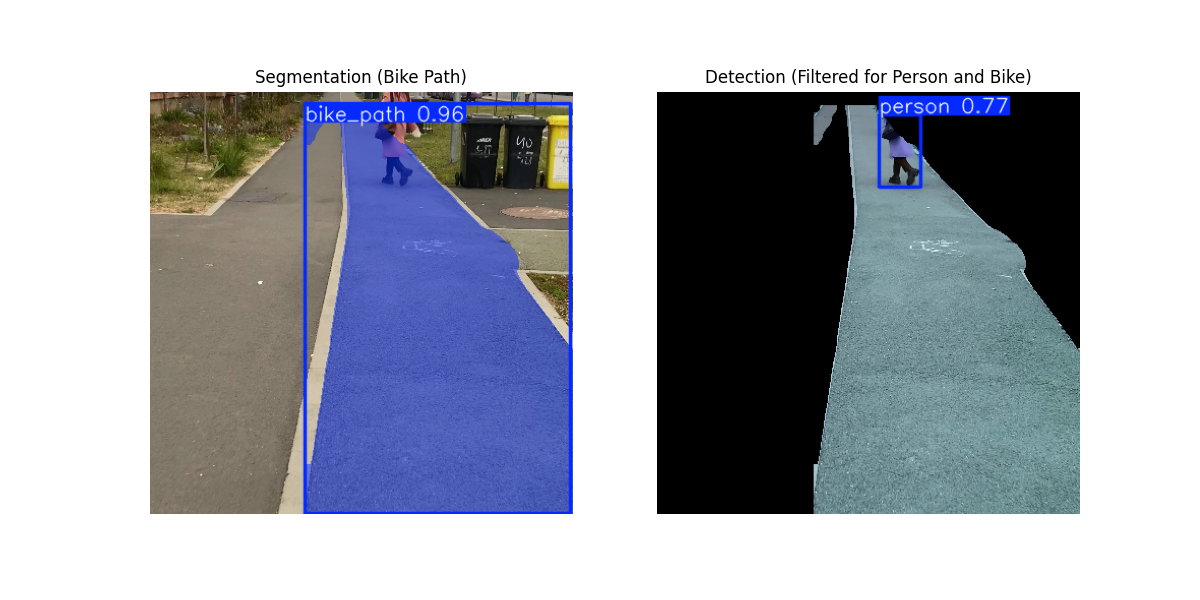 Segmentation (Bike Path)
bike_path 0.96
Detection (Filtered for Person and Bike)
person 0.77